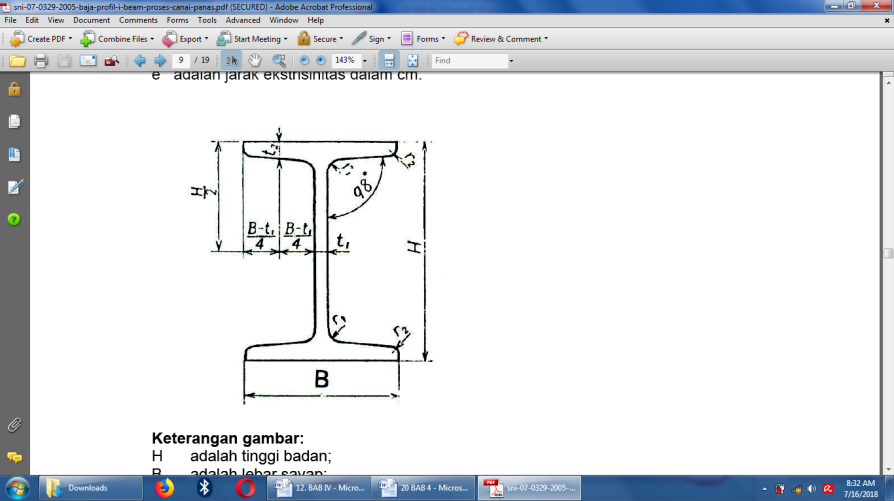 sni-07-0329-2005-baja-profil-i-beam-proses-canai-panas.pdf (SECURED) - Adobe Acrobat Professional
File Edit View Document Comments Forms Tools Advanced Window Help
Create PDF Combine Files Export Start Meeting Secure Sign Forms Review & Comment
9 / 19 143% Find
e adalah jarak ekstrisinitas dalam cm.
t₂
r₁
r₂
98°
H/2
B-t₁/4 B-t₁/4 t₁
H
r₁
r₂
B
Keterangan gambar:
H adalah tinggi badan;
B adalah lebar sayap;
Downloads
12. BAB IV - Micro...
20 BAB 4 - Micros...
sni-07-0329-2005-...
8:32 AM
7/16/2018